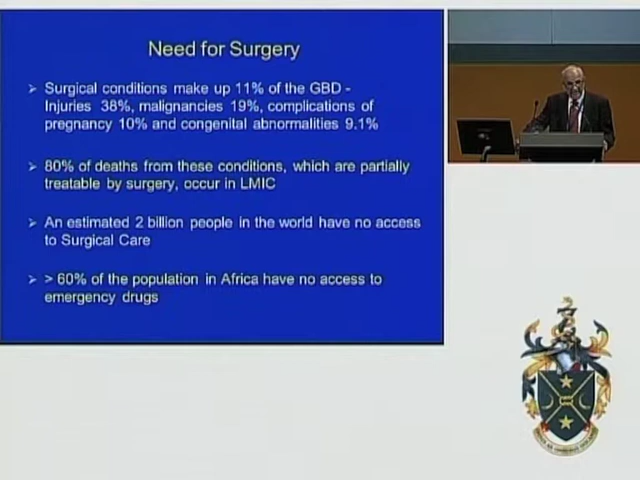 Need for Surgery
➢ Surgical conditions make up 11% of the GBD -
Injuries 38%, malignancies 19%, complications of
pregnancy 10% and congenital abnormalities 9.1%
➢ 80% of deaths from these conditions, which are partially
treatable by surgery, occur in LMIC
➢ An estimated 2 billion people in the world have no access
to Surgical Care
➢ > 60% of the population in Africa have no access to
emergency drugs